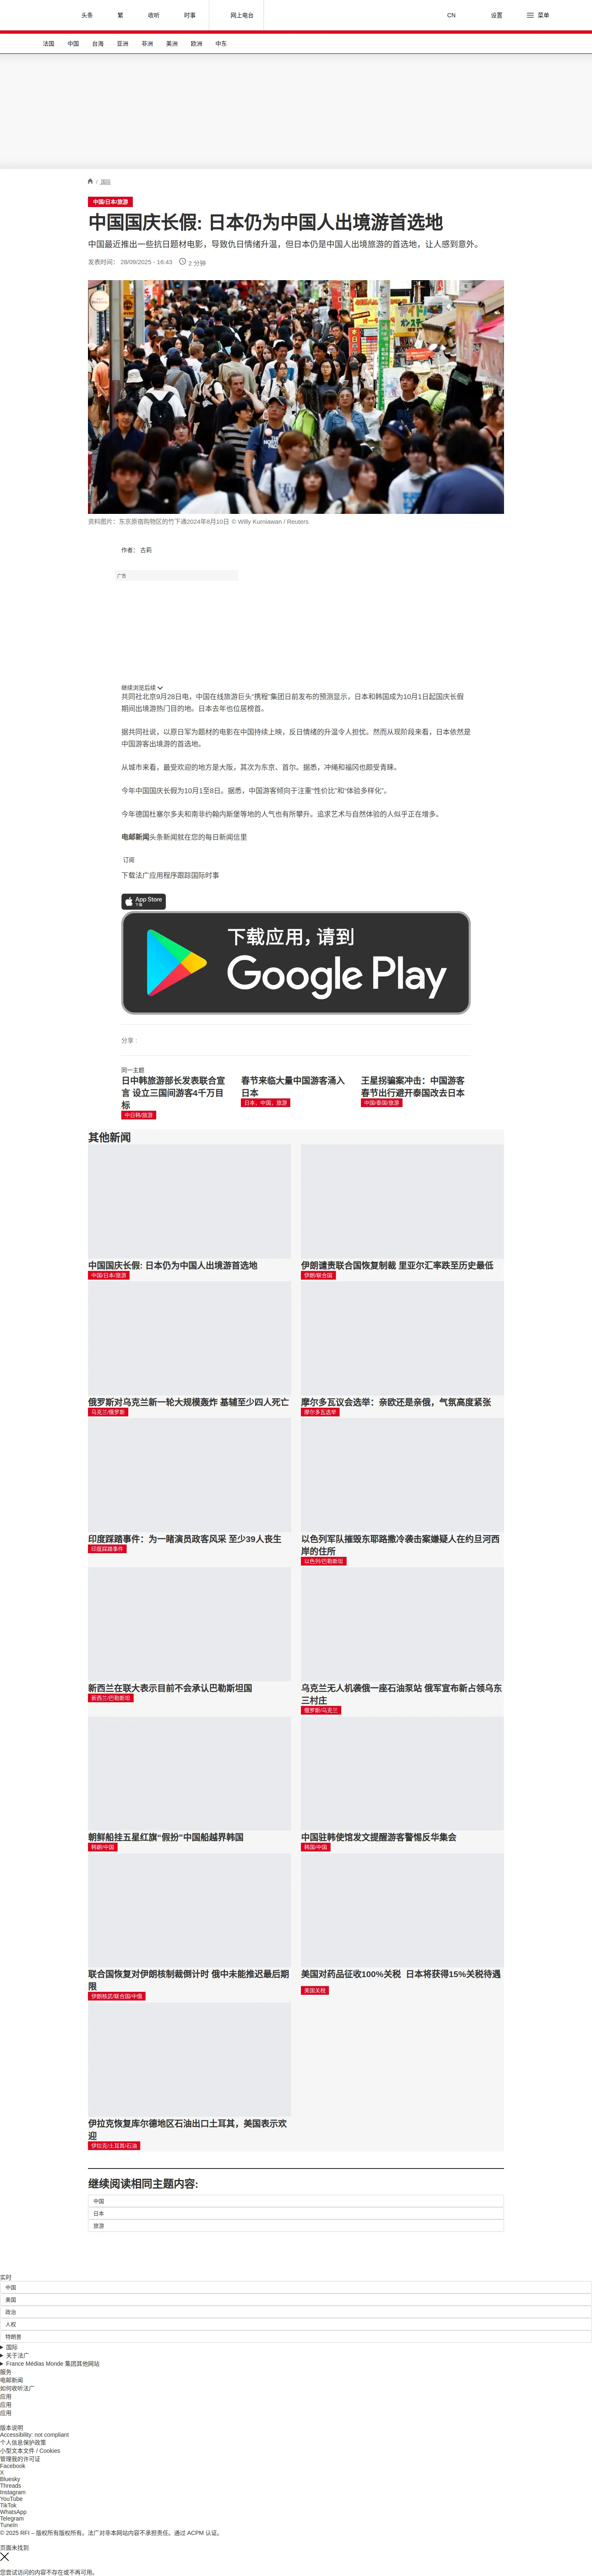 头条
繁
收听
时事
网上电台
CN
设置
菜单
法国
中国
台海
亚洲
非洲
美洲
欧洲
中东
/ 国际
中国/日本/旅游
中国国庆长假: 日本仍为中国人出境游首选地
中国最近推出一些抗日题材电影，导致仇日情绪升温，但日本仍是中国人出境旅游的首选地，让人感到意外。
发表时间： 28/09/2025 - 16:43
2 分钟
资料图片：东京原宿购物区的竹下通2024年8月10日 © Willy Kurniawan / Reuters
作者： 古莉
广告
继续浏览后续
共同社北京9月28日电，中国在线旅游巨头“携程”集团日前发布的预测显示，日本和韩国成为10月1日起国庆长假
期间出境游热门目的地。日本去年也位居榜首。
据共同社说，以原日军为题材的电影在中国持续上映，反日情绪的升温令人担忧。然而从现阶段来看，日本依然是
中国游客出境游的首选地。
从城市来看，最受欢迎的地方是大阪，其次为东京、首尔。据悉，冲绳和福冈也颇受青睐。
今年中国国庆长假为10月1至8日。据悉，中国游客倾向于注重“性价比”和“体验多样化”。
今年德国杜塞尔多夫和南非约翰内斯堡等地的人气也有所攀升。追求艺术与自然体验的人似乎正在增多。
电邮新闻头条新闻就在您的每日新闻信里
订阅
下载法广应用程序跟踪国际时事
App Store
下载
下载应用，请到
Google Play
分享 :
同一主题
日中韩旅游部长发表联合宣
言 设立三国间游客4千万目
标
中日韩/旅游
春节来临大量中国游客涌入
日本
日本，中国，旅游
王星拐骗案冲击：中国游客
春节出行避开泰国改去日本
中国/泰国/旅游
其他新闻
中国国庆长假: 日本仍为中国人出境游首选地
中国/日本/旅游
伊朗谴责联合国恢复制裁 里亚尔汇率跌至历史最低
伊朗/联合国
俄罗斯对乌克兰新一轮大规模轰炸 基辅至少四人死亡
乌克兰/俄罗斯
摩尔多瓦议会选举：亲欧还是亲俄，气氛高度紧张
摩尔多瓦选举
印度踩踏事件：为一睹演员政客风采 至少39人丧生
印度踩踏事件
以色列军队摧毁东耶路撒冷袭击案嫌疑人在约旦河西
岸的住所
以色列/巴勒斯坦
新西兰在联大表示目前不会承认巴勒斯坦国
新西兰/巴勒斯坦
乌克兰无人机袭俄一座石油泵站 俄军宣布新占领乌东
三村庄
俄罗斯/乌克兰
朝鲜船挂五星红旗“假扮”中国船越界韩国
韩朝/中国
中国驻韩使馆发文提醒游客警惕反华集会
韩国/中国
联合国恢复对伊朗核制裁倒计时 俄中未能推迟最后期
限
伊朗核武/联合国/中俄
美国对药品征收100%关税 日本将获得15%关税待遇
美国关税
伊拉克恢复库尔德地区石油出口土耳其，美国表示欢
迎
伊拉克/土耳其/石油
继续阅读相同主题内容:
中国
日本
旅游
实时
中国
美国
政治
人权
特朗普
国际
关于法广
France Médias Monde 集团其他网站
服务
电邮新闻
如何收听法广
应用
应用
应用
版本说明
Accessibility: not compliant
个人信息保护政策
小型文本文件 / Cookies
管理我的许可证
Facebook
X
Bluesky
Threads
Instagram
YouTube
TikTok
WhatsApp
Telegram
TuneIn
© 2025 RFI – 版权所有版权所有。法广对非本网站内容不承担责任。通过 ACPM 认证。
页面未找到
您尝试访问的内容不存在或不再可用。